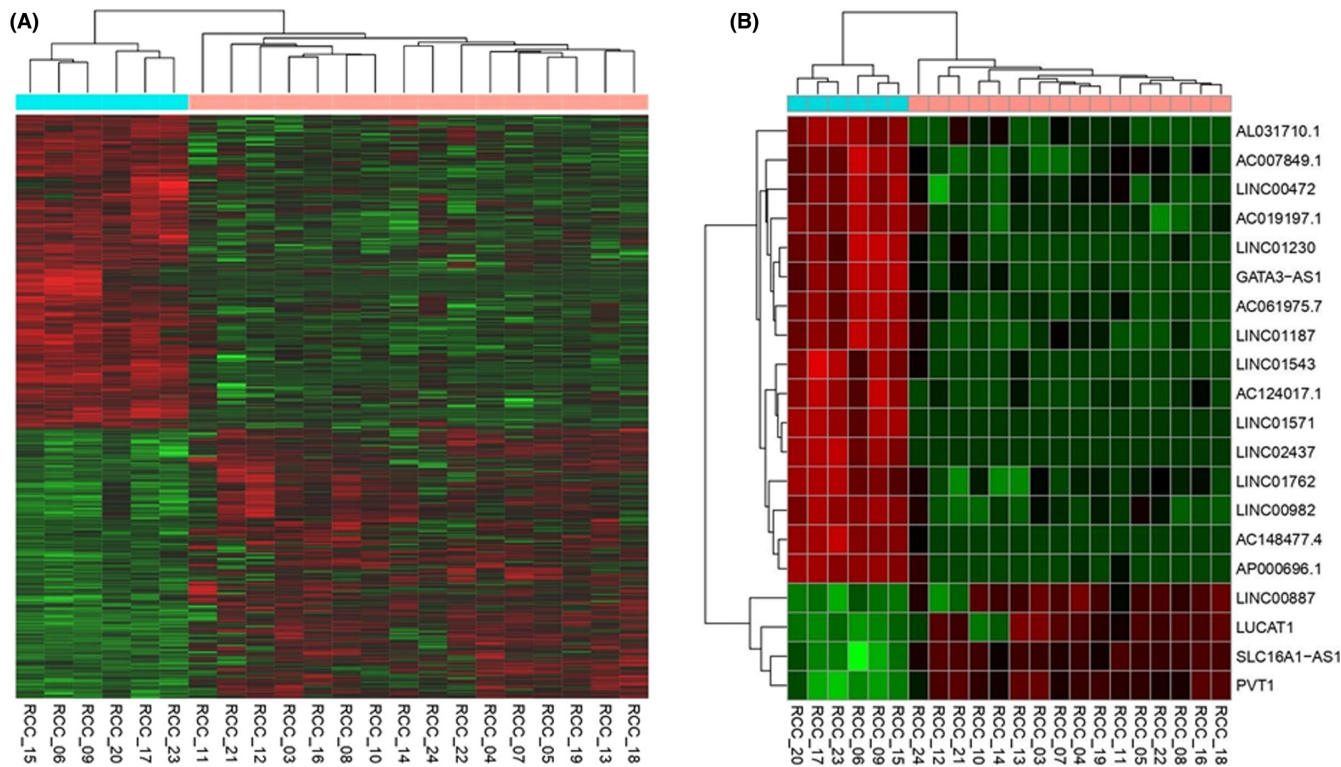 (A)
(B)
AL031710.1
AC007849.1
LINC00472
AC019197.1
LINC01230
GATA3−AS1
AC061975.7
LINC01187
LINC01543
AC124017.1
LINC01571
LINC02437
LINC01762
LINC00982
AC148477.4
AP000696.1
LINC00887
LUCAT1
SLC16A1−AS1
PVT1
RCC_15
RCC_06
RCC_09
RCC_20
RCC_17
RCC_23
RCC_11
RCC_21
RCC_12
RCC_03
RCC_16
RCC_08
RCC_10
RCC_14
RCC_24
RCC_22
RCC_04
RCC_07
RCC_05
RCC_19
RCC_13
RCC_18
RCC_20
RCC_17
RCC_23
RCC_06
RCC_09
RCC_15
RCC_24
RCC_12
RCC_21
RCC_10
RCC_14
RCC_13
RCC_03
RCC_07
RCC_04
RCC_19
RCC_11
RCC_05
RCC_22
RCC_08
RCC_16
RCC_18